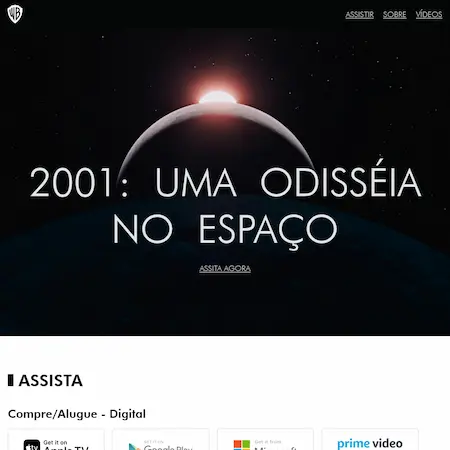 WB
ASSISTIR SOBRE VÍDEOS
2001: UMA ODISSÉIA
NO ESPAÇO
ASSITA AGORA
ASSISTA
Compre/Alugue - Digital
Get it on
Apple TV
GET IT ON
Google Play
Get it from
Microsoft
prime video